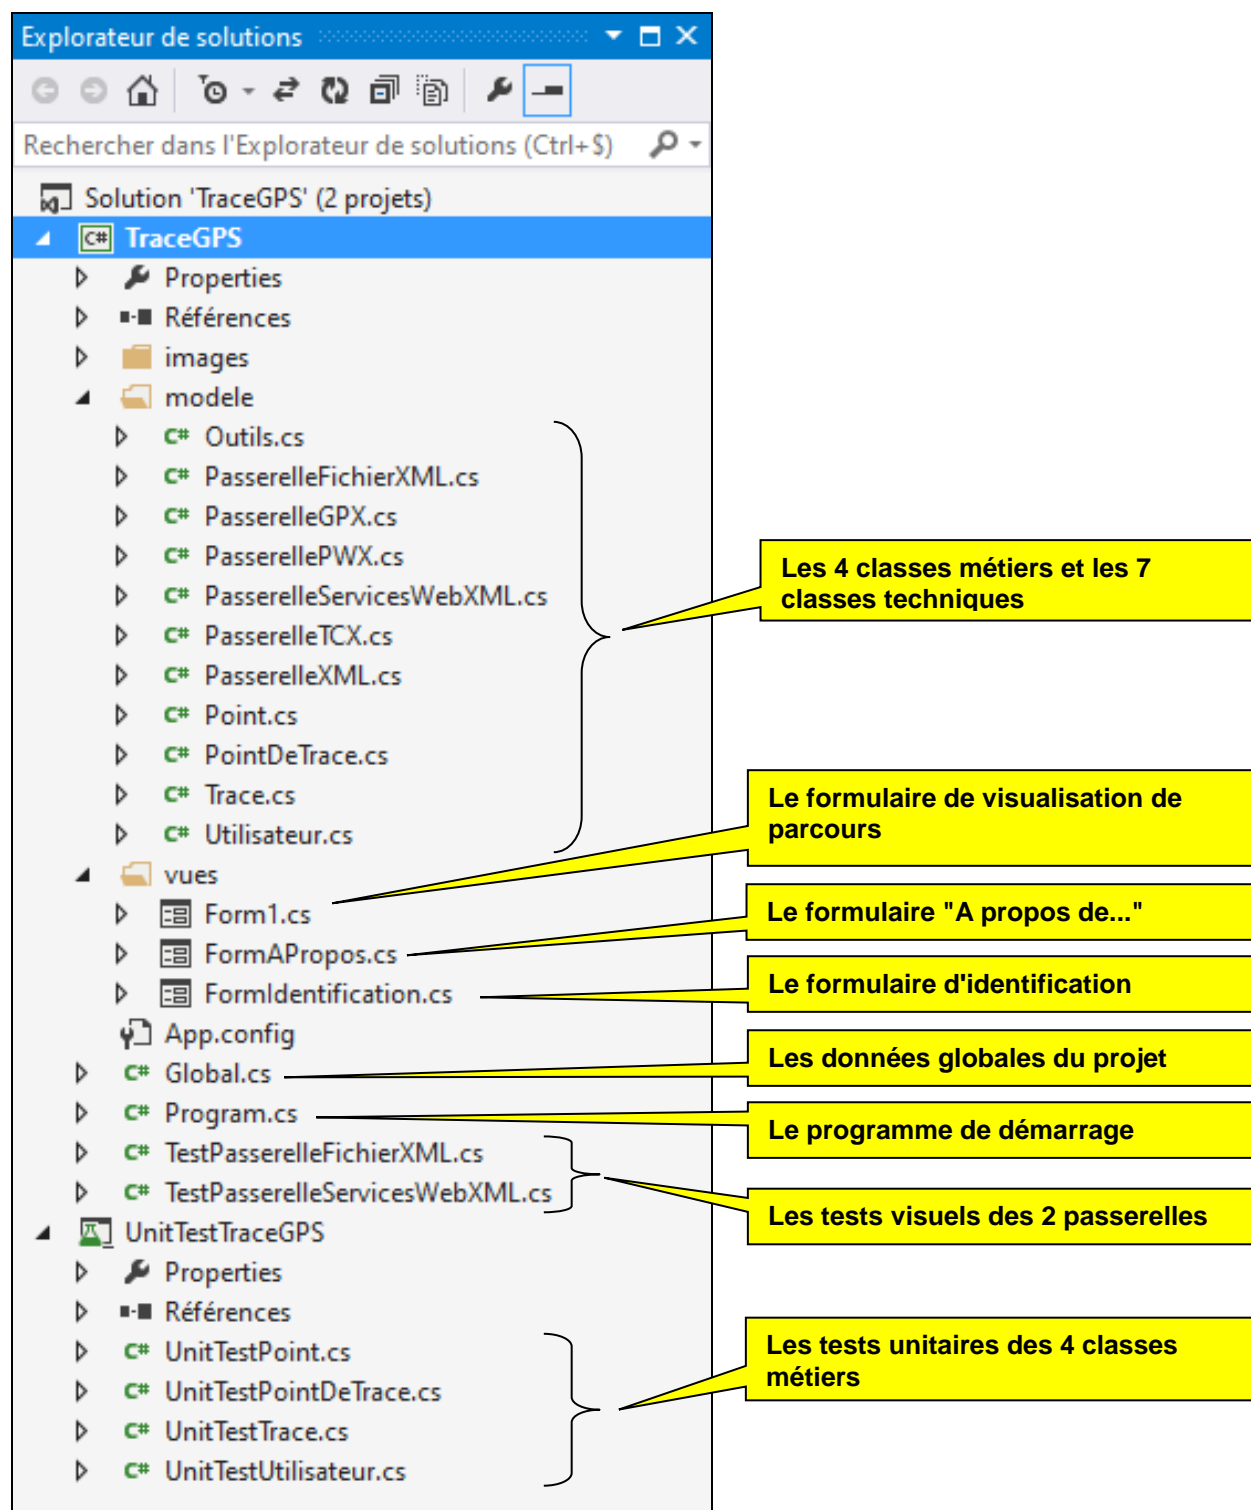 Explorateur de solutions
Rechercher dans l'Explorateur de solutions (Ctrl+$)
Solution 'TraceGPS' (2 projets)
C# TraceGPS
Properties
Références
images
modele
C# Outils.cs
C# PasserelleFichierXML.cs
C# PasserelleGPX.cs
C# PasserellePWX.cs
C# PasserelleServicesWebXML.cs
C# PasserelleTCX.cs
C# PasserelleXML.cs
C# Point.cs
C# PointDeTrace.cs
C# Trace.cs
C# Utilisateur.cs
Les 4 classes métiers et les 7
classes techniques
vues
Form1.cs
Le formulaire de visualisation de
parcours
FormAPropos.cs
Le formulaire "A propos de..."
FormIdentification.cs
Le formulaire d'identification
App.config
C# Global.cs
Les données globales du projet
C# Program.cs
Le programme de démarrage
C# TestPasserelleFichierXML.cs
C# TestPasserelleServicesWebXML.cs
Les tests visuels des 2 passerelles
UnitTestTraceGPS
Properties
Références
C# UnitTestPoint.cs
C# UnitTestPointDeTrace.cs
C# UnitTestTrace.cs
C# UnitTestUtilisateur.cs
Les tests unitaires des 4 classes
métiers